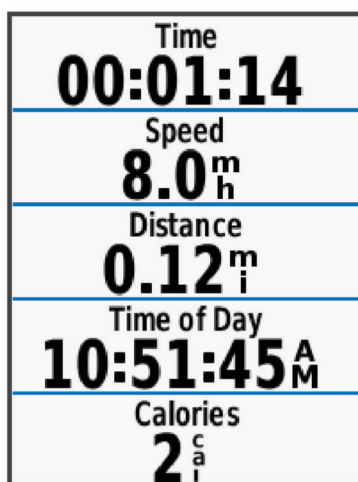 Time
00:01:14
Speed
8.0 mh
Distance
0.12 mi
Time of Day
10:51:45 AM
Calories
2 cal